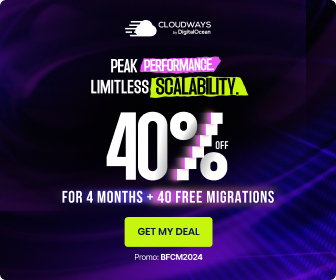 CLOUDWAYS
by DigitalOcean
PEAK PERFORMANCE.
LIMITLESS SCALABILITY.
40% OFF
FOR 4 MONTHS + 40 FREE MIGRATIONS
GET MY DEAL
Promo: BFCM2024